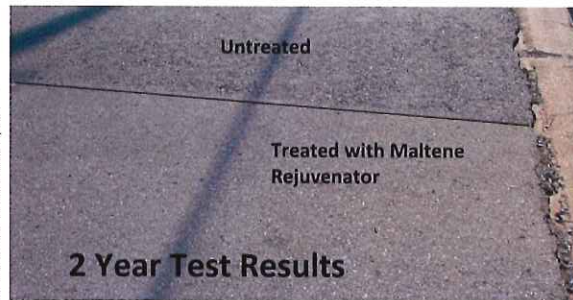 Untreated
Treated with Maltene
Rejuvenator
2 Year Test Results